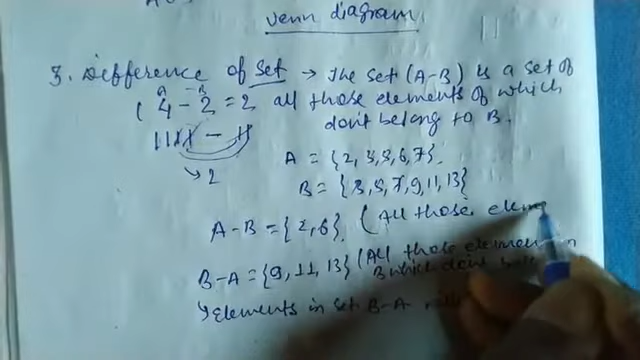 Venn diagram
3. Difference of Set → The set (A-B) is a set of
A - B
( 4 - 2 = 2 all those elements of which
don't belong to B.
→ 2
A = {2, 3, 5, 6, 7}.
B = {3, 5, 7, 9, 11, 13}
A-B = {2, 6}. (All those
B-A = {9, 11, 13} (All those element in
B which don't
Elements in set B-A